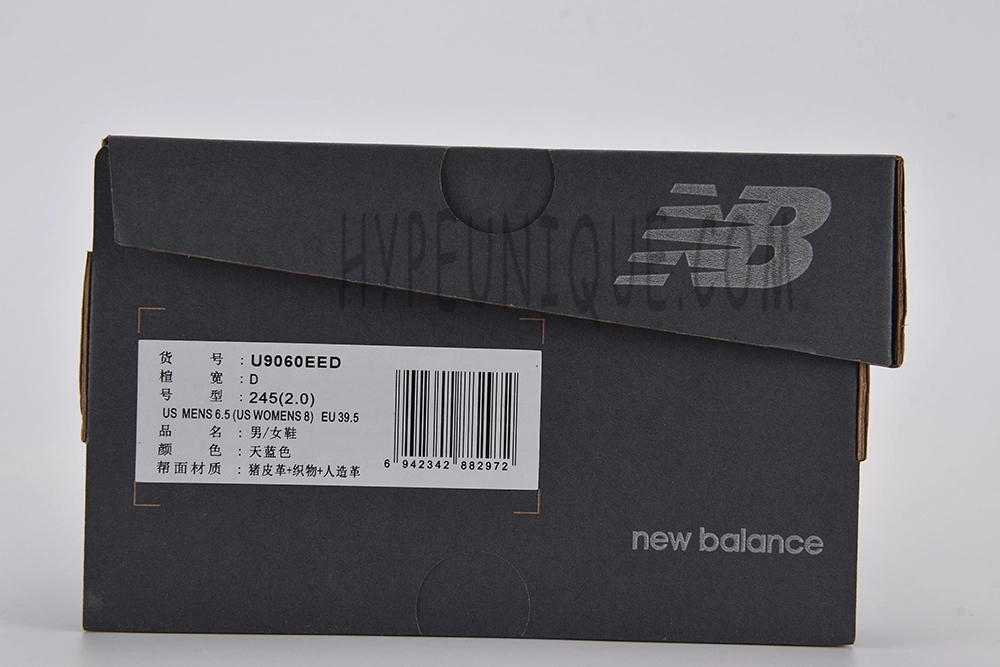 NB
HYPEUNIQUE.COM
货 号 : U9060EED
楦 宽 : D
号 型 : 245(2.0)
US MENS 6.5 (US WOMENS 8) EU 39.5
品 名 : 男/女鞋
颜 色 : 天蓝色
帮面材质 : 猪皮革+织物+人造革
6 942342 882972
new balance